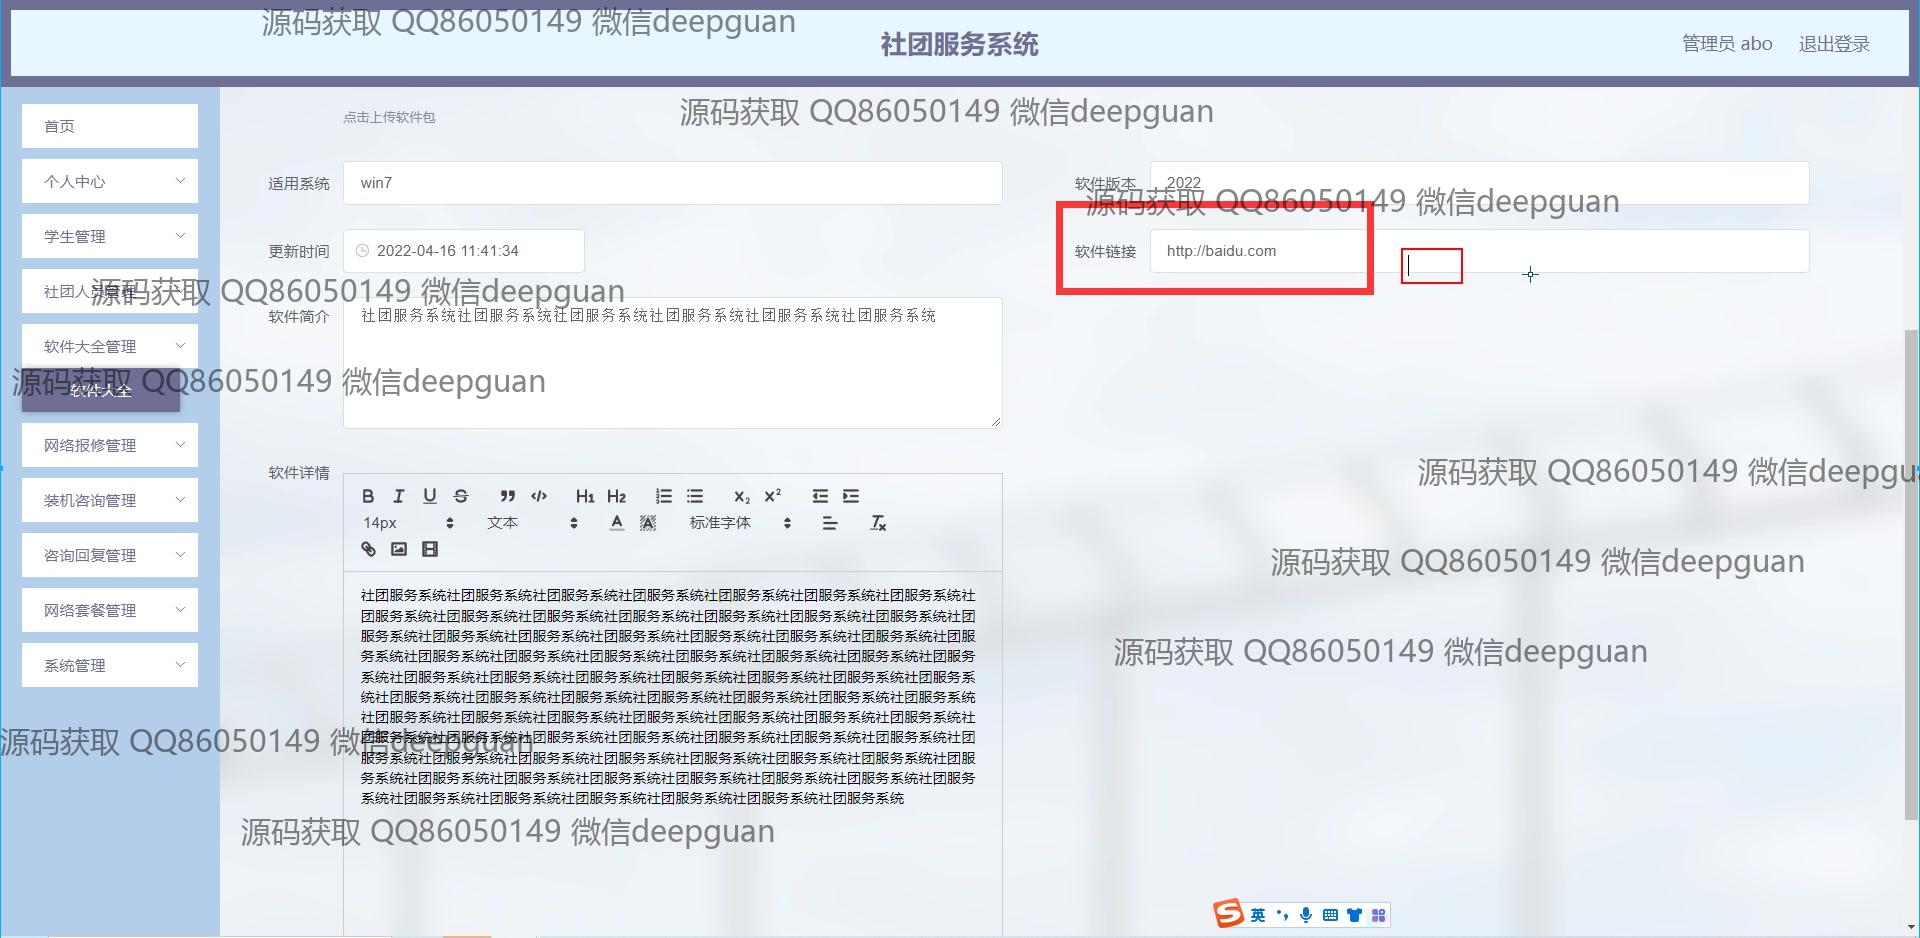 源码获取 QQ86050149 微信deepguan
社团服务系统
管理员 abo
退出登录
首页
点击上传软件包
源码获取 QQ86050149 微信deepguan
个人中心
适用系统
win7
软件版本
2022
源码获取 QQ86050149 微信deepguan
学生管理
更新时间
2022-04-16 11:41:34
软件链接
http://baidu.com
社团人员管理
源码获取 QQ86050149 微信deepguan
软件简介
社团服务系统社团服务系统社团服务系统社团服务系统社团服务系统社团服务系统
软件大全管理
软件大全
源码获取 QQ86050149 微信deepguan
网络报修管理
软件详情
源码获取 QQ86050149 微信deepgu
装机咨询管理
B I U S H1 H2 X2 X2
14px
文本
A
A
标准字体
Tx
咨询回复管理
源码获取 QQ86050149 微信deepguan
网络套餐管理
社团服务系统社团服务系统社团服务系统社团服务系统社团服务系统社团服务系统社团服务系统社
团服务系统社团服务系统社团服务系统社团服务系统社团服务系统社团服务系统社团服务系统社团
服务系统社团服务系统社团服务系统社团服务系统社团服务系统社团服务系统社团服务系统社团服
务系统社团服务系统社团服务系统社团服务系统社团服务系统社团服务系统社团服务系统社团服务
系统社团服务系统社团服务系统社团服务系统社团服务系统社团服务系统社团服务系统社团服务系
统社团服务系统社团服务系统社团服务系统社团服务系统社团服务系统社团服务系统社团服务系统
社团服务系统社团服务系统社团服务系统社团服务系统社团服务系统社团服务系统社团服务系统社
团服务系统社团服务系统社团服务系统社团服务系统社团服务系统社团服务系统社团服务系统社团
服务系统社团服务系统社团服务系统社团服务系统社团服务系统社团服务系统社团服务系统社团服
务系统社团服务系统社团服务系统社团服务系统社团服务系统社团服务系统社团服务系统社团服务
系统社团服务系统社团服务系统社团服务系统社团服务系统社团服务系统社团服务系统
系统管理
源码获取 QQ86050149 微信deepguan
源码获取 QQ86050149 微信deepguan
源码获取 QQ86050149 微信deepguan
英